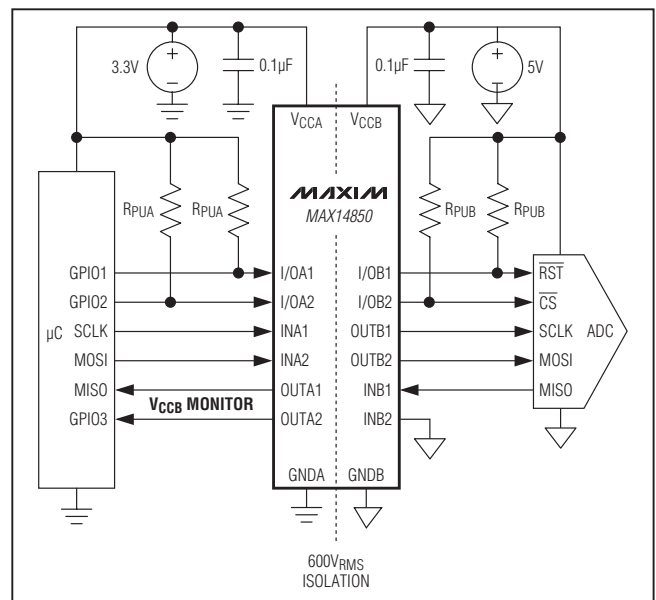 3.3V 0.1µF 0.1µF 5V
VCCA VCCB
MAXIM
MAX14850
RPUA RPUA RPUB RPUB
GPIO1 I/OA1 I/OB1 RST
GPIO2 I/OA2 I/OB2 CS
µC SCLK INA1 OUTB1 SCLK ADC
MOSI INA2 OUTB2 MOSI
MISO OUTA1 INB1 MISO
VCCB MONITOR
GPIO3 OUTA2 INB2
GNDA GNDB
600VRMS
ISOLATION